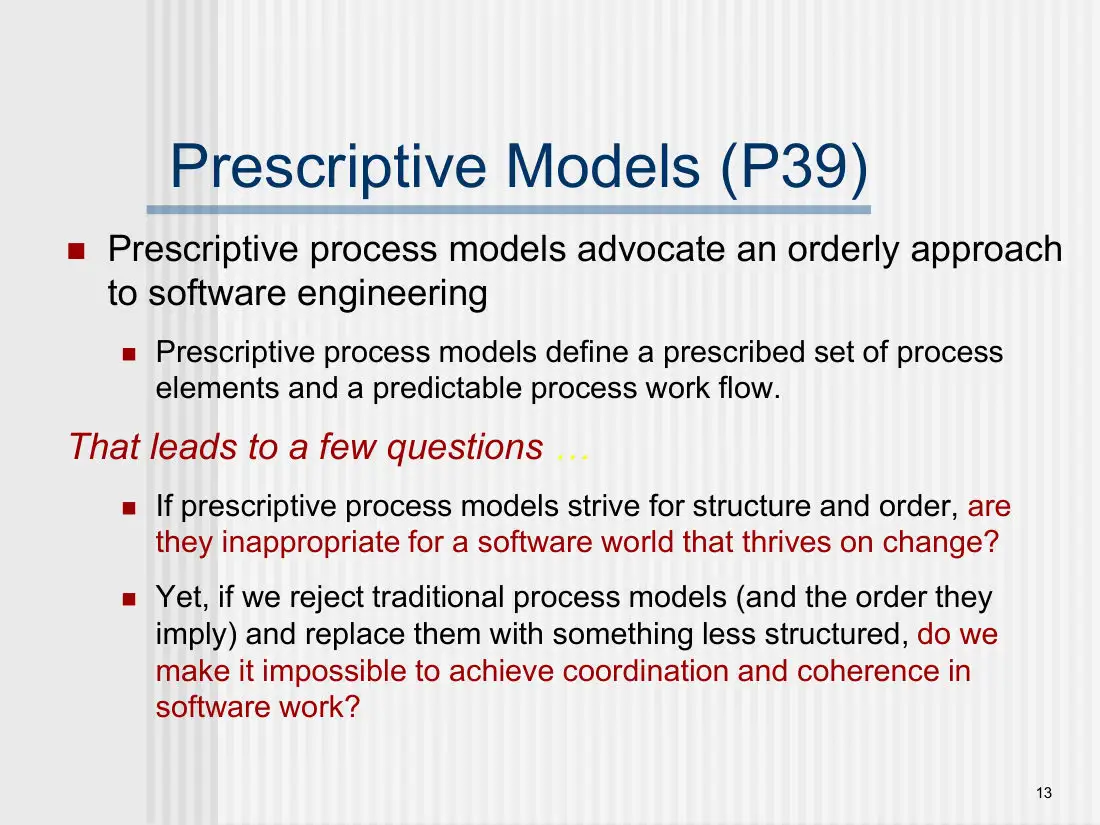 Prescriptive Models (P39)
Prescriptive process models advocate an orderly approach
to software engineering
Prescriptive process models define a prescribed set of process
elements and a predictable process work flow.
That leads to a few questions …
If prescriptive process models strive for structure and order, are
they inappropriate for a software world that thrives on change?
Yet, if we reject traditional process models (and the order they
imply) and replace them with something less structured, do we
make it impossible to achieve coordination and coherence in
software work?
13